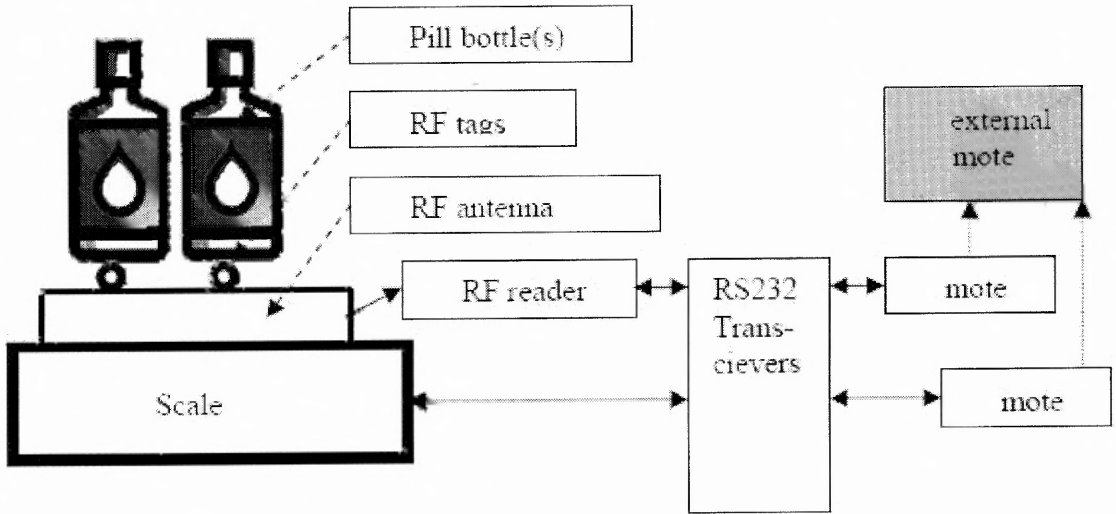 Pill bottle(s)
RF tags
RF antenna
external
mote
RF reader
RS232
Trans-
cievers
mote
mote
Scale